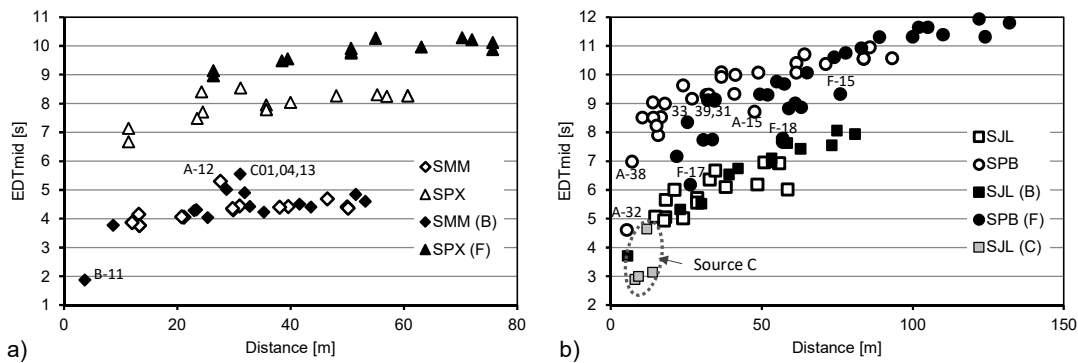 11
10
9
8
7
6
5
4
3
2
1
EDTmid [s]
A-12
C01,04,13
B-11
SMM
SPX
SMM (B)
SPX (F)
0
20
40
60
80
Distance [m]
a)
12
11
10
9
8
7
6
5
4
3
2
EDTmid [s]
F-15
33, 39,31
A-15
F-18
A-38
F-17
A-32
Source C
SJL
SPB
SJL (B)
SPB (F)
SJL (C)
0
50
100
150
Distance [m]
b)